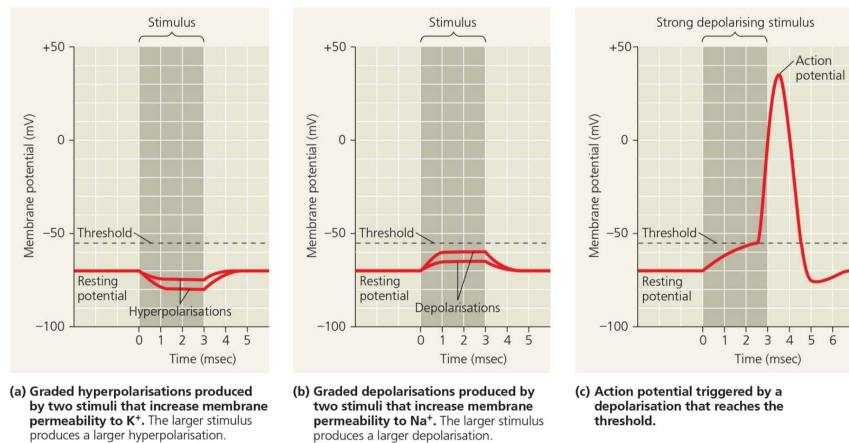 Stimulus
+50
0
−50
−100
Membrane potential (mV)
Threshold
Resting
potential
Hyperpolarisations
0 1 2 3 4 5
Time (msec)
(a) Graded hyperpolarisations produced
by two stimuli that increase membrane
permeability to K⁺. The larger stimulus
produces a larger hyperpolarisation.
Stimulus
+50
0
−50
−100
Membrane potential (mV)
Threshold
Resting
potential
Depolarisations
0 1 2 3 4 5
Time (msec)
(b) Graded depolarisations produced by
two stimuli that increase membrane
permeability to Na⁺. The larger stimulus
produces a larger depolarisation.
Strong depolarising stimulus
+50
0
−50
−100
Membrane potential (mV)
Action
potential
Threshold
Resting
potential
0 1 2 3 4 5 6
Time (msec)
(c) Action potential triggered by a
depolarisation that reaches the
threshold.